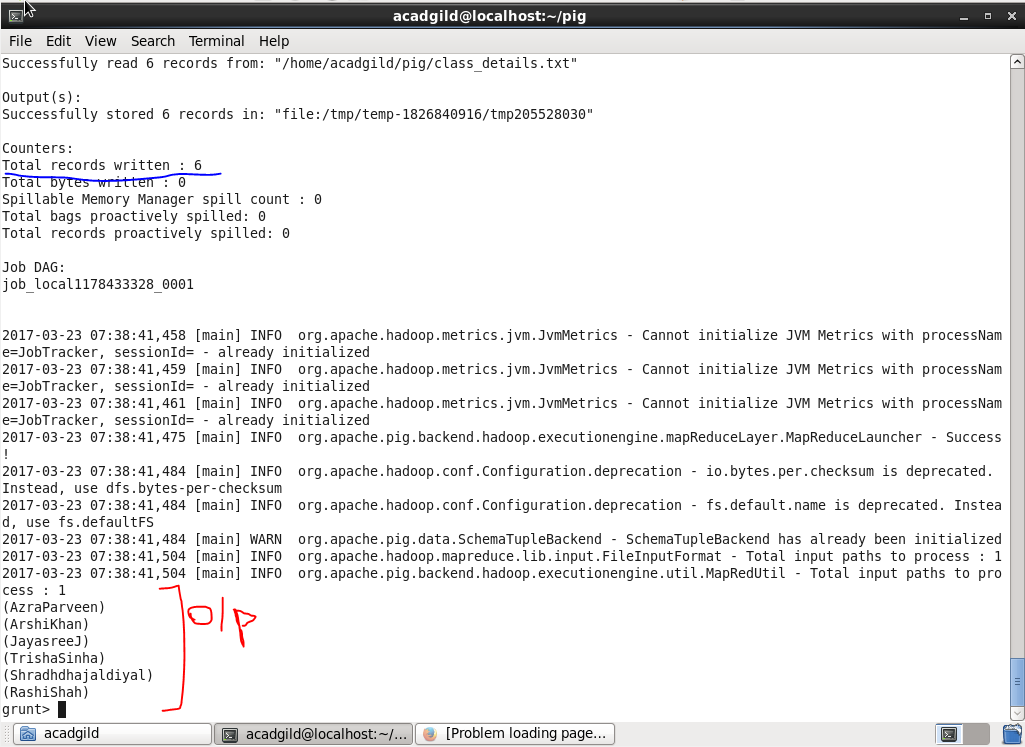 acadgild@localhost:~/pig
File Edit View Search Terminal Help
Successfully read 6 records from: "/home/acadgild/pig/class_details.txt"
Output(s):
Successfully stored 6 records in: "file:/tmp/temp-1826840916/tmp205528030"
Counters:
Total records written : 6
Total bytes written : 0
Spillable Memory Manager spill count : 0
Total bags proactively spilled: 0
Total records proactively spilled: 0
Job DAG:
job_local1178433328_0001
2017-03-23 07:38:41,458 [main] INFO  org.apache.hadoop.metrics.jvm.JvmMetrics - Cannot initialize JVM Metrics with processNam
e=JobTracker, sessionId= - already initialized
2017-03-23 07:38:41,459 [main] INFO  org.apache.hadoop.metrics.jvm.JvmMetrics - Cannot initialize JVM Metrics with processNam
e=JobTracker, sessionId= - already initialized
2017-03-23 07:38:41,461 [main] INFO  org.apache.hadoop.metrics.jvm.JvmMetrics - Cannot initialize JVM Metrics with processNam
e=JobTracker, sessionId= - already initialized
2017-03-23 07:38:41,475 [main] INFO  org.apache.pig.backend.hadoop.executionengine.mapReduceLayer.MapReduceLauncher - Success
!
2017-03-23 07:38:41,484 [main] INFO  org.apache.hadoop.conf.Configuration.deprecation - io.bytes.per.checksum is deprecated.
Instead, use dfs.bytes-per-checksum
2017-03-23 07:38:41,484 [main] INFO  org.apache.hadoop.conf.Configuration.deprecation - fs.default.name is deprecated. Instea
d, use fs.defaultFS
2017-03-23 07:38:41,484 [main] WARN  org.apache.pig.data.SchemaTupleBackend - SchemaTupleBackend has already been initialized
2017-03-23 07:38:41,504 [main] INFO  org.apache.hadoop.mapreduce.lib.input.FileInputFormat - Total input paths to process : 1
2017-03-23 07:38:41,504 [main] INFO  org.apache.pig.backend.hadoop.executionengine.util.MapRedUtil - Total input paths to pro
cess : 1
(AzraParveen)
(ArshiKhan)
o/p
(JayasreeJ)
(TrishaSinha)
(Shradhdhajaldiyal)
(RashiShah)
grunt>
acadgild
acadgild@localhost:~/...
[Problem loading page...